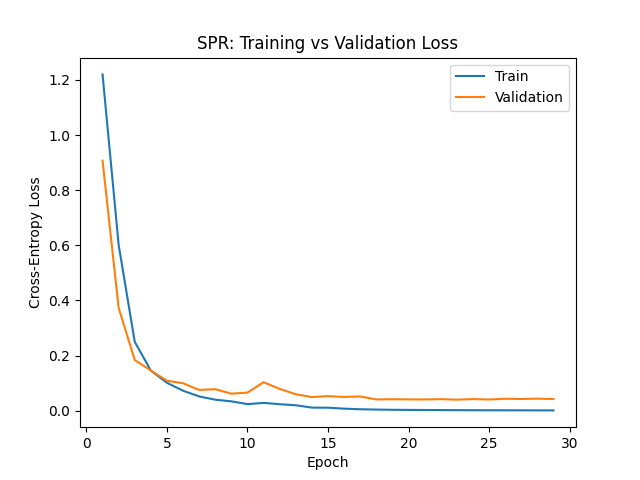 SPR: Training vs Validation Loss
Train
Validation
Cross-Entropy Loss
1.2
1.0
0.8
0.6
0.4
0.2
0.0
0 5 10 15 20 25 30
Epoch